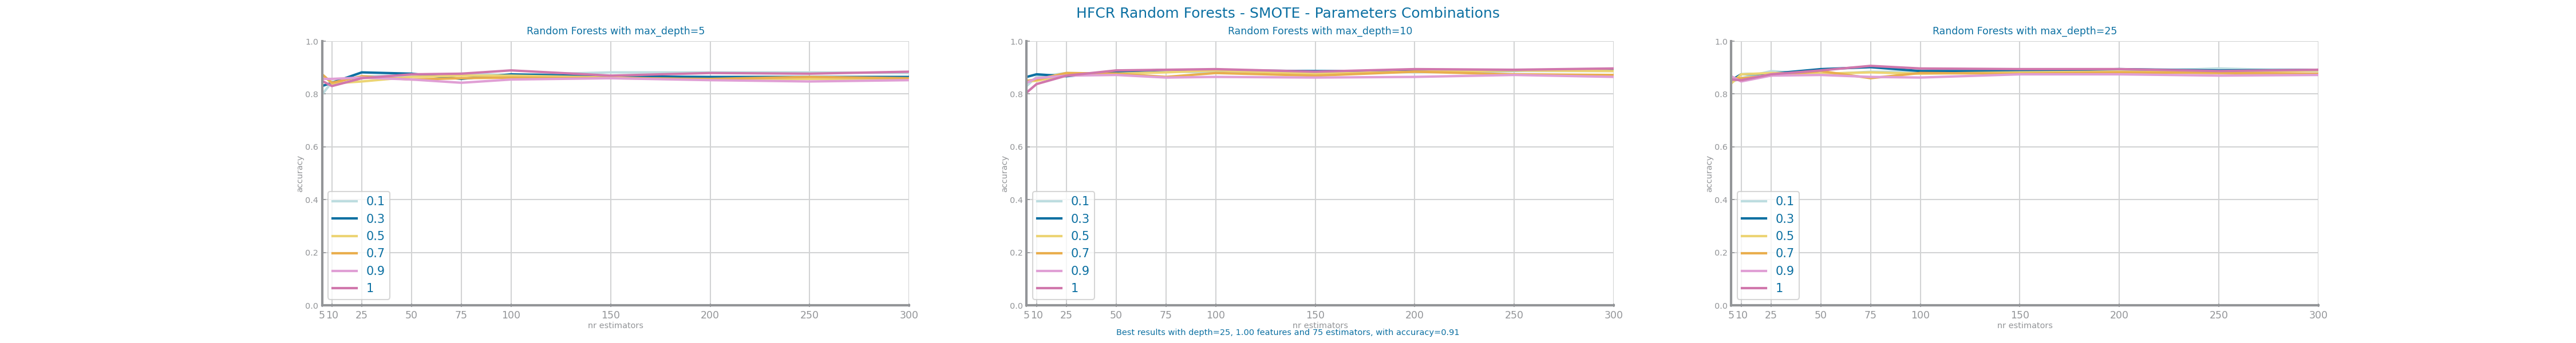 HFCR Random Forests - SMOTE - Parameters Combinations
Random Forests with max_depth=5
1.0
0.8
0.6
0.4
0.2
0.0
accuracy
0.1
0.3
0.5
0.7
0.9
1
5 10 25 50 75 100 150 200 250 300
nr estimators
Random Forests with max_depth=10
1.0
0.8
0.6
0.4
0.2
0.0
accuracy
0.1
0.3
0.5
0.7
0.9
1
5 10 25 50 75 100 150 200 250 300
nr estimators
Random Forests with max_depth=25
1.0
0.8
0.6
0.4
0.2
0.0
accuracy
0.1
0.3
0.5
0.7
0.9
1
5 10 25 50 75 100 150 200 250 300
nr estimators
Best results with depth=25, 1.00 features and 75 estimators, with accuracy=0.91